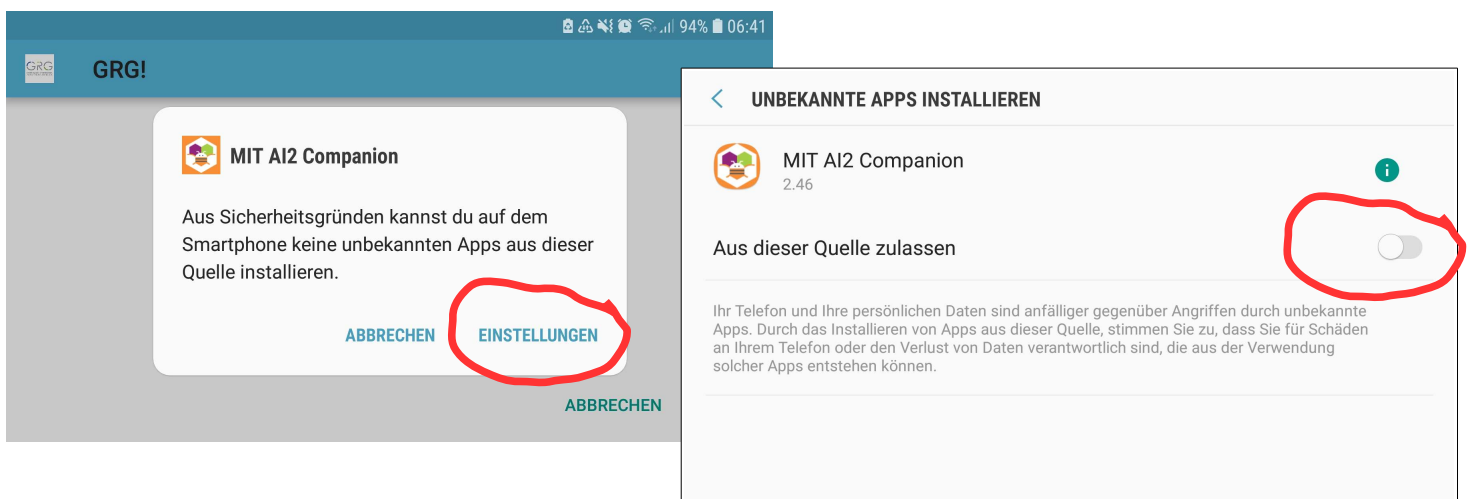 94% 06:41
GRG
GRG!
MIT AI2 Companion
Aus Sicherheitsgründen kannst du auf dem
Smartphone keine unbekannten Apps aus dieser
Quelle installieren.
ABBRECHEN EINSTELLUNGEN
ABBRECHEN
UNBEKANNTE APPS INSTALLIEREN
MIT AI2 Companion
2.46
Aus dieser Quelle zulassen
Ihr Telefon und Ihre persönlichen Daten sind anfälliger gegenüber Angriffen durch unbekannte
Apps. Durch das Installieren von Apps aus dieser Quelle, stimmen Sie zu, dass Sie für Schäden
an Ihrem Telefon oder den Verlust von Daten verantwortlich sind, die aus der Verwendung
solcher Apps entstehen können.